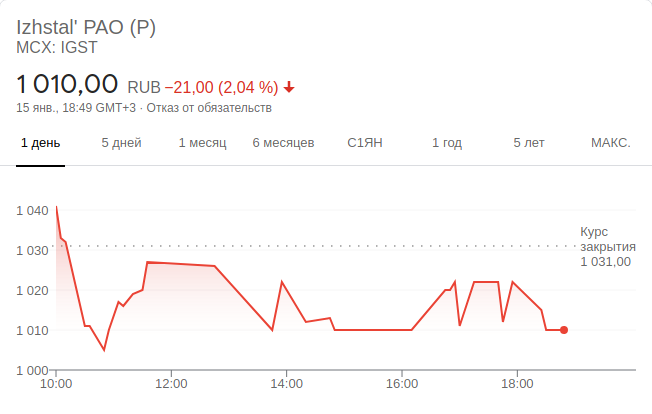 Izhstal' PAO (P)
MCX: IGST
1 010,00 RUB −21,00 (2,04 %) ↓
15 янв., 18:49 GMT+3 · Отказ от обязательств
1 день 5 дней 1 месяц 6 месяцев С1ЯН 1 год 5 лет МАКС.
1 040
1 030
1 020
1 010
1 000
Курс
закрытия
1 031,00
10:00 12:00 14:00 16:00 18:00